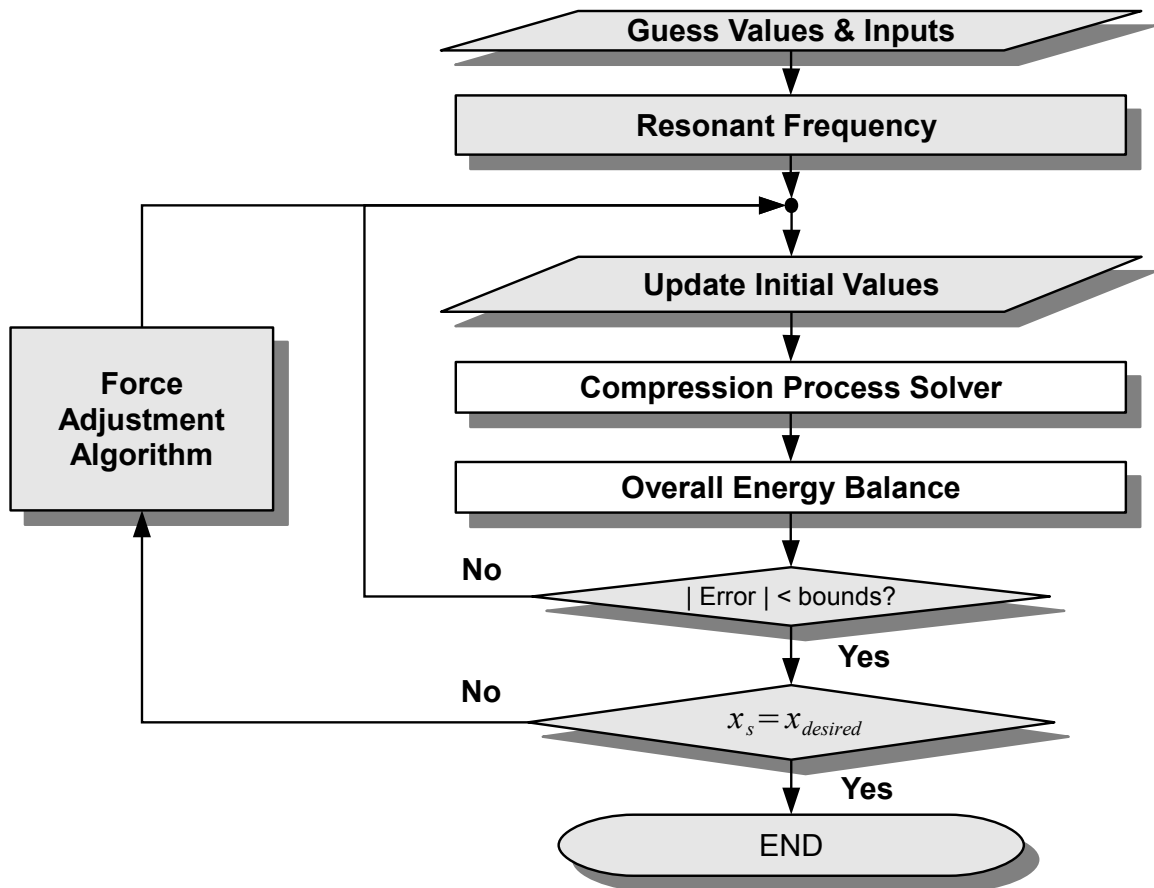 Guess Values & Inputs
Resonant Frequency
Update Initial Values
Force
Adjustment
Algorithm
Compression Process Solver
Overall Energy Balance
No
| Error | < bounds?
Yes
No
x_s = x_desired
Yes
END